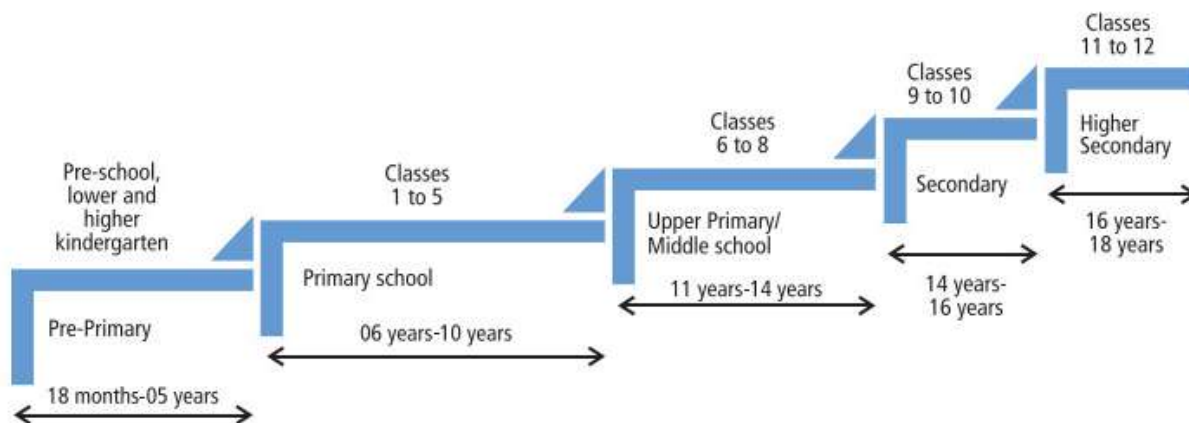 Pre-school,
lower and
higher
kindergarten
Pre-Primary
18 months-05 years
Classes
1 to 5
Primary school
06 years-10 years
Classes
6 to 8
Upper Primary/
Middle school
11 years-14 years
Classes
9 to 10
Secondary
14 years-
16 years
Classes
11 to 12
Higher
Secondary
16 years-
18 years